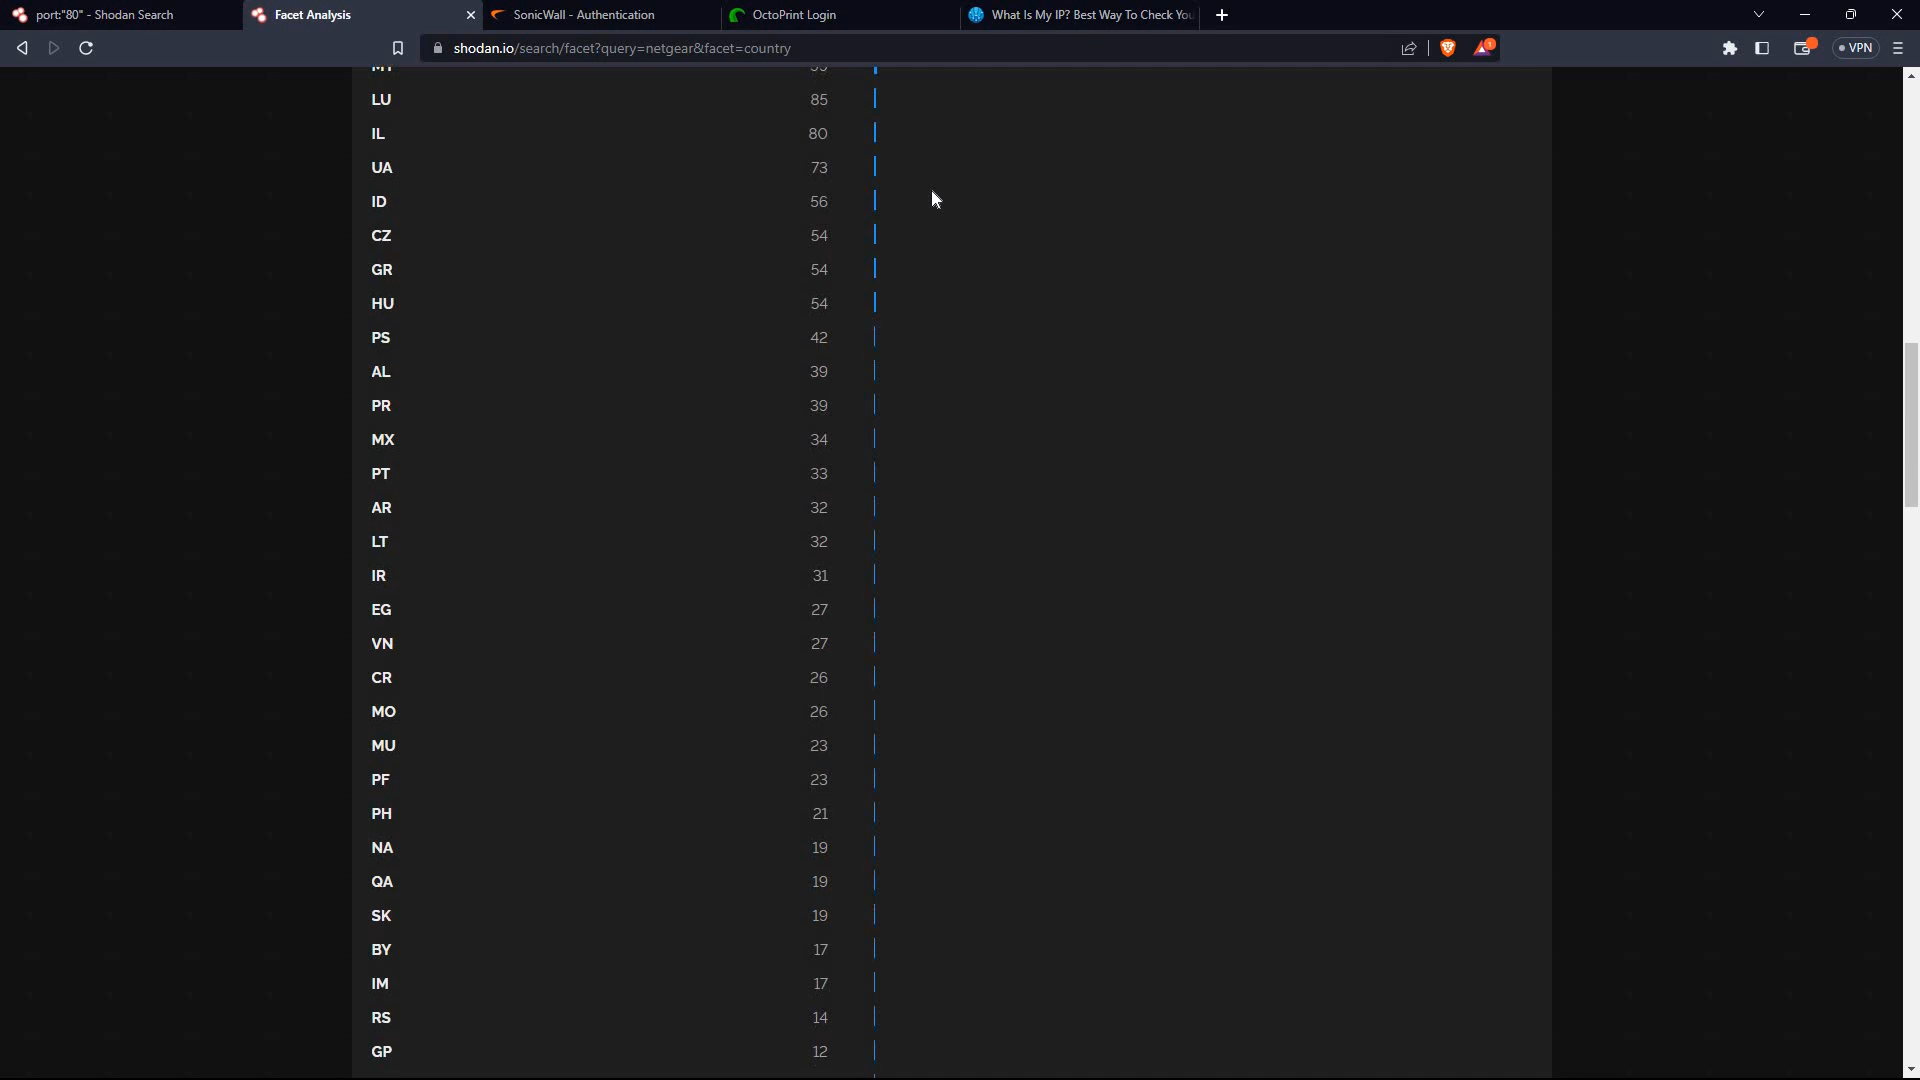 port:"80" - Shodan Search
Facet Analysis
SonicWall - Authentication
OctoPrint Login
What Is My IP? Best Way To Check You
shodan.io/search/facet?query=netgear&facet=country
1
VPN
LU 85
IL 80
UA 73
ID 56
CZ 54
GR 54
HU 54
PS 42
AL 39
PR 39
MX 34
PT 33
AR 32
LT 32
IR 31
EG 27
VN 27
CR 26
MO 26
MU 23
PF 23
PH 21
NA 19
QA 19
SK 19
BY 17
IM 17
RS 14
GP 12